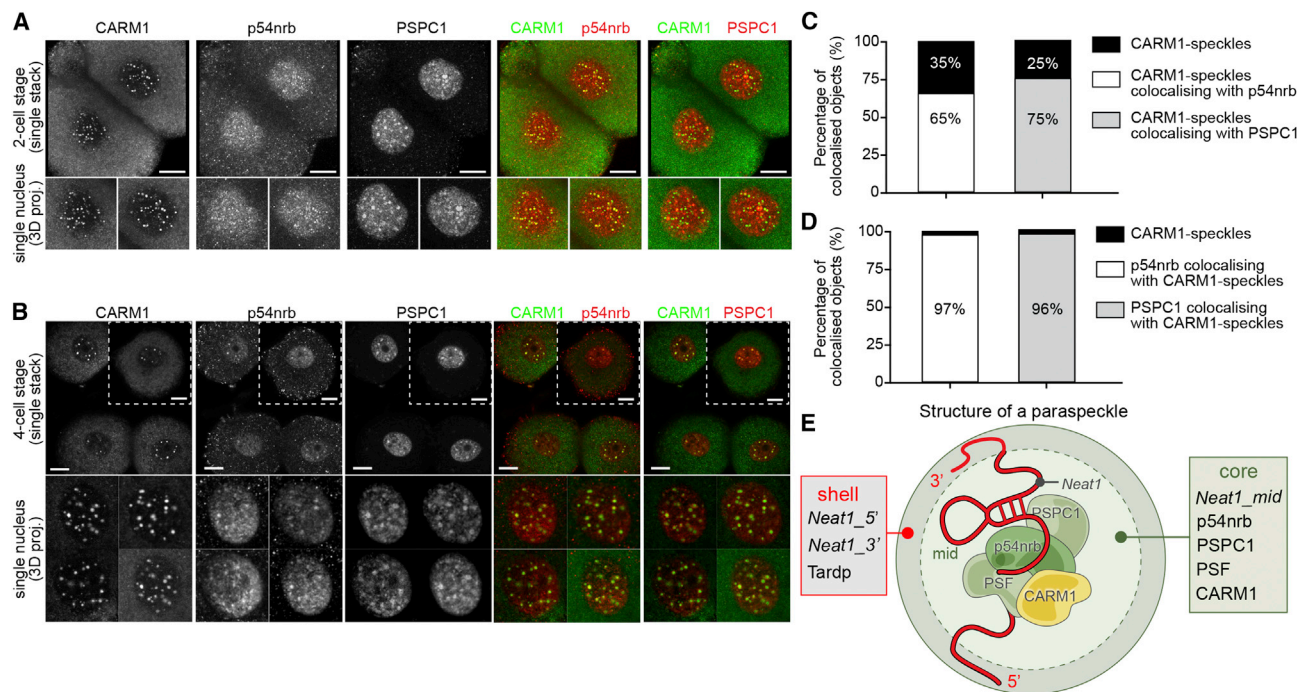 A
CARM1
p54nrb
PSPC1
CARM1 p54nrb
CARM1 PSPC1
2-cell stage
(single stack)
single nucleus
(3D proj.)
B
CARM1
p54nrb
PSPC1
CARM1 p54nrb
CARM1 PSPC1
4-cell stage
(single stack)
single nucleus
(3D proj.)
C
Percentage of
colocalised objects (%)
100
75
50
25
0
35%
65%
25%
75%
CARM1-speckles
CARM1-speckles
colocalising with p54nrb
CARM1-speckles
colocalising with PSPC1
D
Percentage of
colocalised objects (%)
100
75
50
25
0
97%
96%
CARM1-speckles
p54nrb colocalising
with CARM1-speckles
PSPC1 colocalising
with CARM1-speckles
Structure of a paraspeckle
E
shell
Neat1_5'
Neat1_3'
Tardp
3'
Neat1
PSPC1
mid
p54nrb
PSF
CARM1
5'
core
Neat1_mid
p54nrb
PSPC1
PSF
CARM1